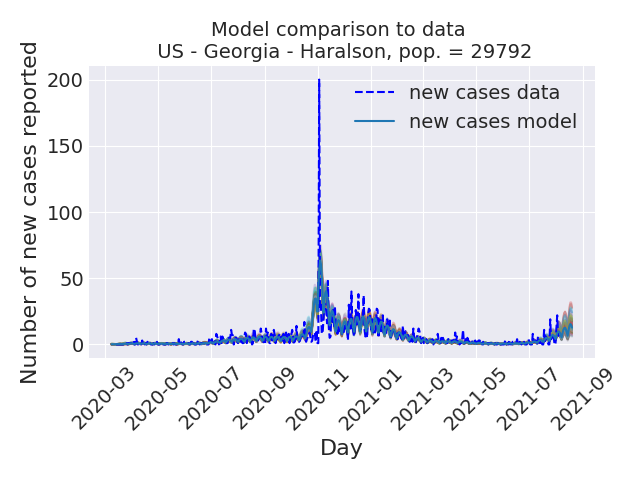 Model comparison to data
US - Georgia - Haralson, pop. = 29792
Number of new cases reported
200
150
100
50
0
new cases data
new cases model
2020-03
2020-05
2020-07
2020-09
2020-11
2021-01
2021-03
2021-05
2021-07
2021-09
Day